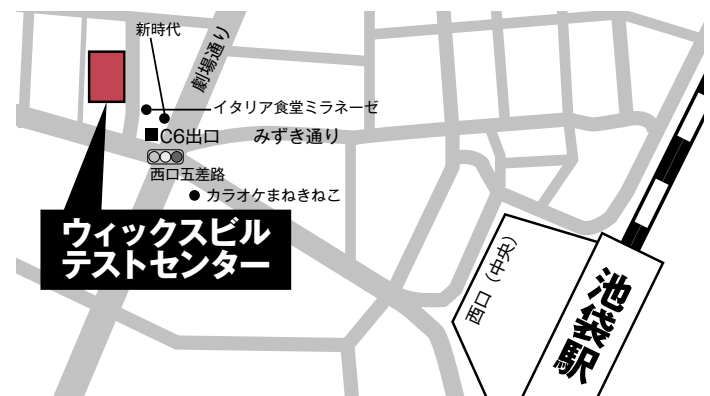 新時代
劇場通り
イタリア食堂ミラネーゼ
C6出口
みずき通り
西口五差路
カラオケまねきねこ
ウィックスビル
テストセンター
西口（中央）
池袋駅